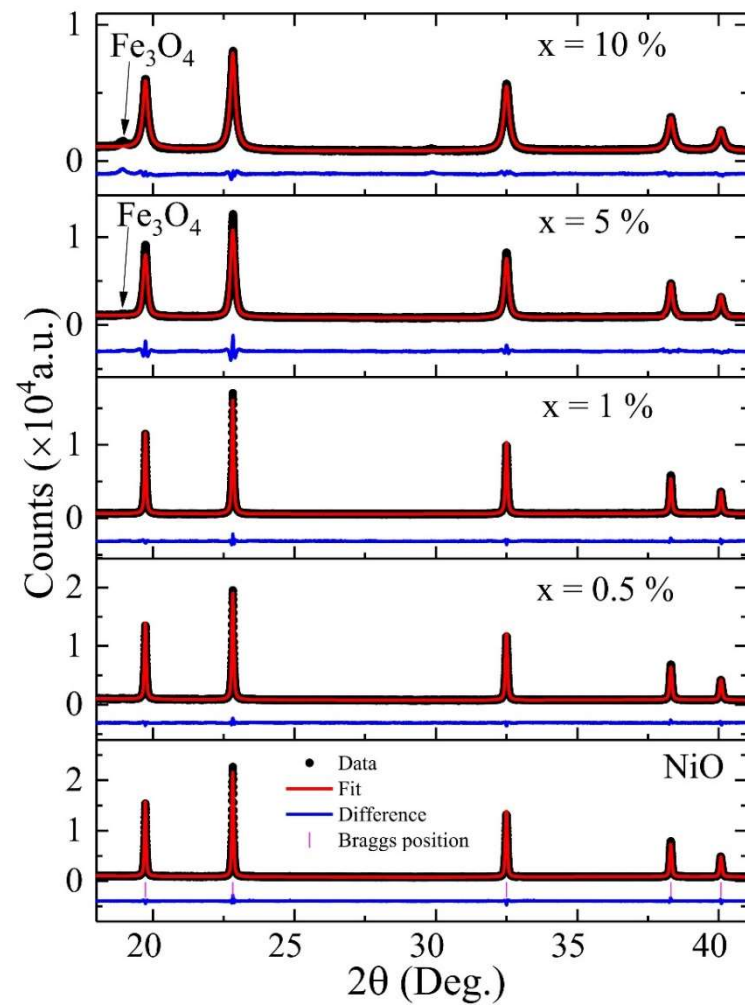 1
Fe₃O₄
x = 10 %
0
Fe₃O₄
1
x = 5 %
0
x = 1 %
1
0
2
x = 0.5 %
1
0
NiO
2
Data
Fit
1
Difference
Braggs position
0
20 25 30 35 40
2θ (Deg.)
Counts (×10⁴a.u.)